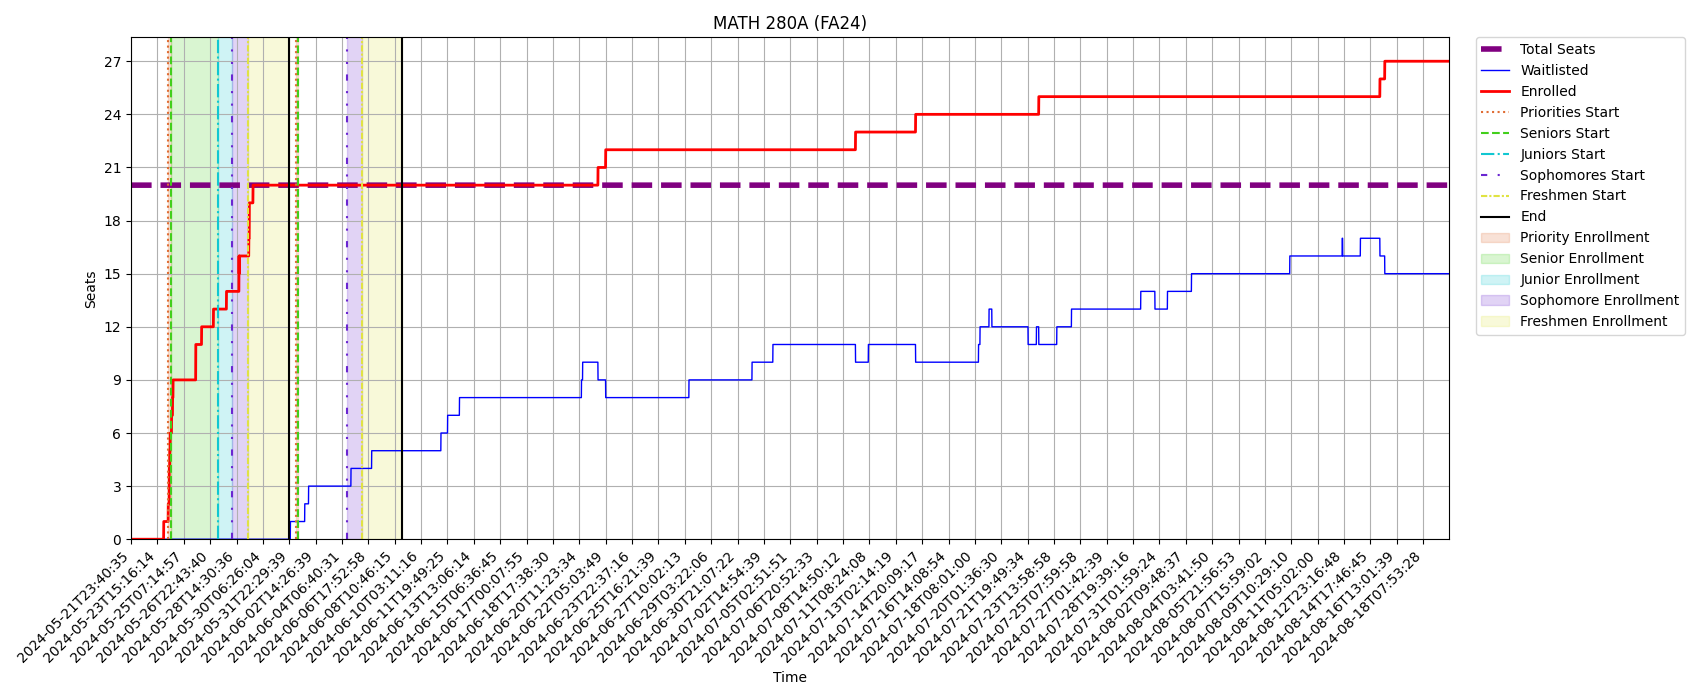 MATH 280A (FA24)
Total Seats
Waitlisted
Enrolled
Priorities Start
Seniors Start
Juniors Start
Sophomores Start
Freshmen Start
End
Priority Enrollment
Senior Enrollment
Junior Enrollment
Sophomore Enrollment
Freshmen Enrollment
Seats
27
24
21
18
15
12
9
6
3
0
2024-05-21T23:40:35
2024-05-23T15:16:14
2024-05-25T07:14:57
2024-05-26T22:43:40
2024-05-28T14:30:36
2024-05-30T06:26:04
2024-05-31T22:29:39
2024-06-02T14:26:39
2024-06-04T06:40:31
2024-06-06T17:52:58
2024-06-08T10:46:15
2024-06-10T03:11:16
2024-06-11T19:49:25
2024-06-13T13:06:14
2024-06-15T06:36:45
2024-06-17T00:07:55
2024-06-18T17:38:30
2024-06-20T11:23:34
2024-06-22T05:03:49
2024-06-23T22:37:16
2024-06-25T16:21:39
2024-06-27T10:02:13
2024-06-29T03:22:06
2024-06-30T21:07:22
2024-07-02T14:54:39
2024-07-05T02:51:51
2024-07-06T20:52:33
2024-07-08T14:50:12
2024-07-11T08:24:08
2024-07-13T02:14:19
2024-07-14T20:09:17
2024-07-16T14:08:54
2024-07-18T08:01:00
2024-07-20T01:36:30
2024-07-21T19:49:34
2024-07-23T13:58:58
2024-07-25T07:59:58
2024-07-27T01:42:39
2024-07-28T19:39:16
2024-07-31T01:59:24
2024-08-02T09:48:37
2024-08-04T03:41:50
2024-08-05T21:56:53
2024-08-07T15:59:02
2024-08-09T10:29:10
2024-08-11T05:02:00
2024-08-12T23:16:48
2024-08-14T17:46:45
2024-08-16T13:01:39
2024-08-18T07:53:28
Time